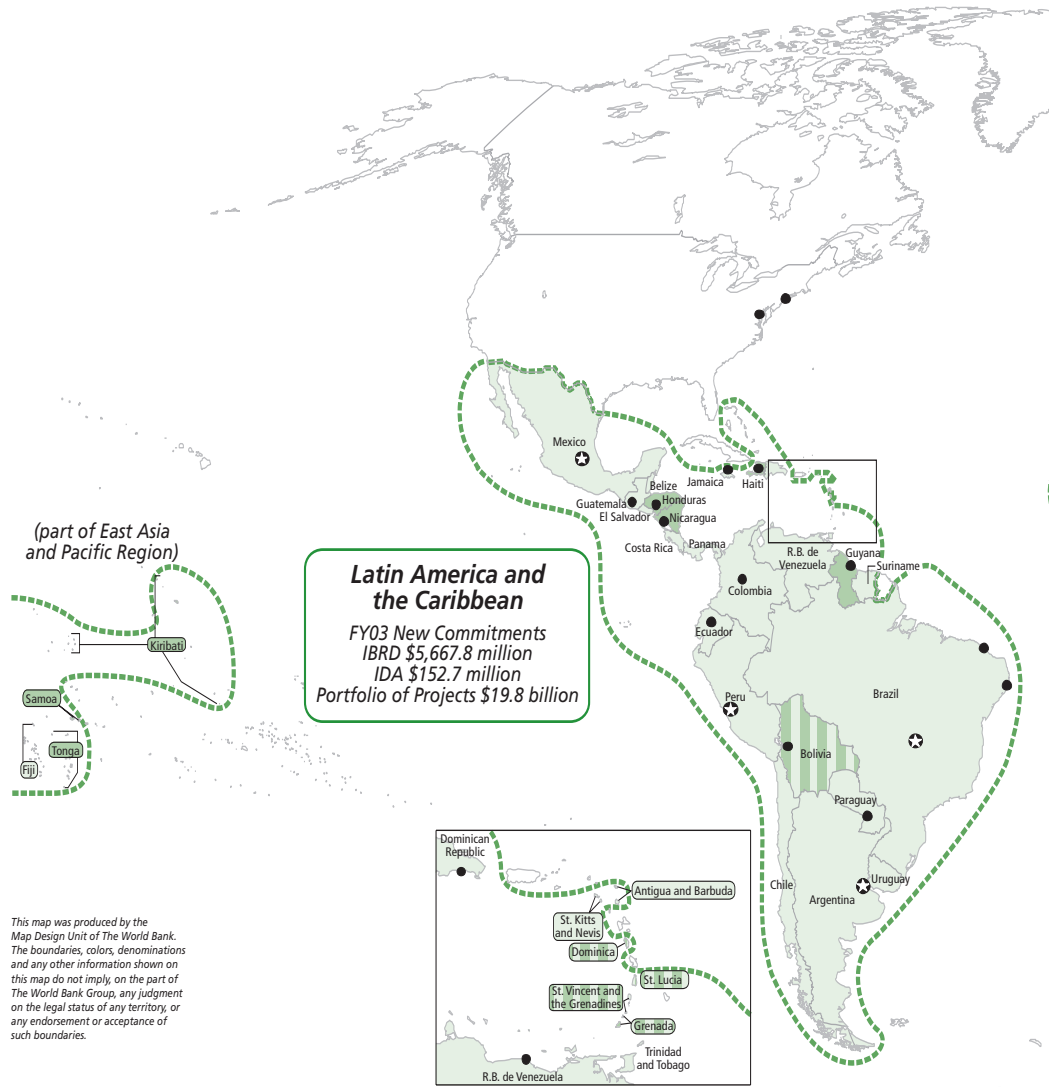 Mexico
Belize
Jamaica
Haiti
Guatemala
Honduras
El Salvador
Nicaragua
Costa Rica
Panama
R.B. de
Venezuela
Guyana
Suriname
Colombia
Ecuador
Peru
Brazil
Bolivia
Paraguay
Chile
Uruguay
Argentina
(part of East Asia
and Pacific Region)
Kiribati
Samoa
Tonga
Fiji
Latin America and
the Caribbean
FY03 New Commitments
IBRD $5,667.8 million
IDA $152.7 million
Portfolio of Projects $19.8 billion
Dominican
Republic
Antigua and Barbuda
St. Kitts
and Nevis
Dominica
St. Lucia
St. Vincent and
the Grenadines
Grenada
Trinidad
and Tobago
R.B. de Venezuela
This map was produced by the
Map Design Unit of The World Bank.
The boundaries, colors, denominations
and any other information shown on
this map do not imply, on the part of
The World Bank Group, any judgment
on the legal status of any territory, or
any endorsement or acceptance of
such boundaries.